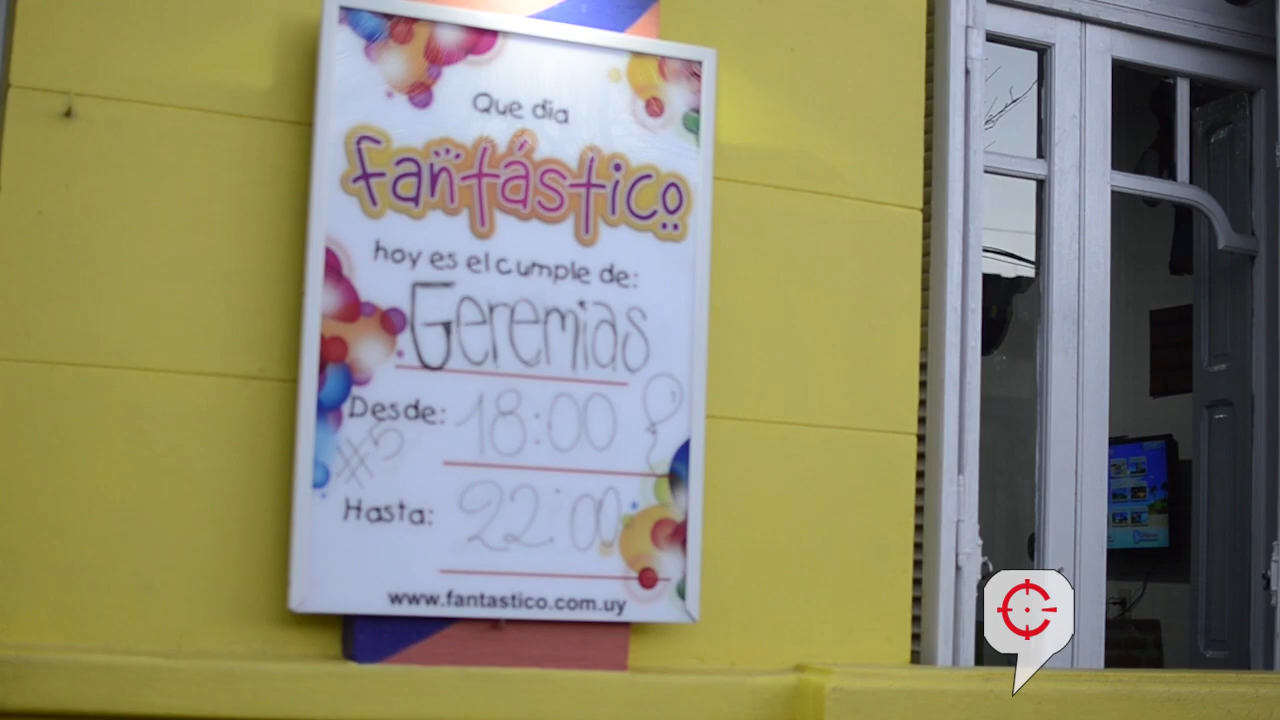 Que dia
fantástico
hoy es el cumple de:
Geremias
Desde: 18:00
#5
Hasta: 22:00
www.fantastico.com.uy